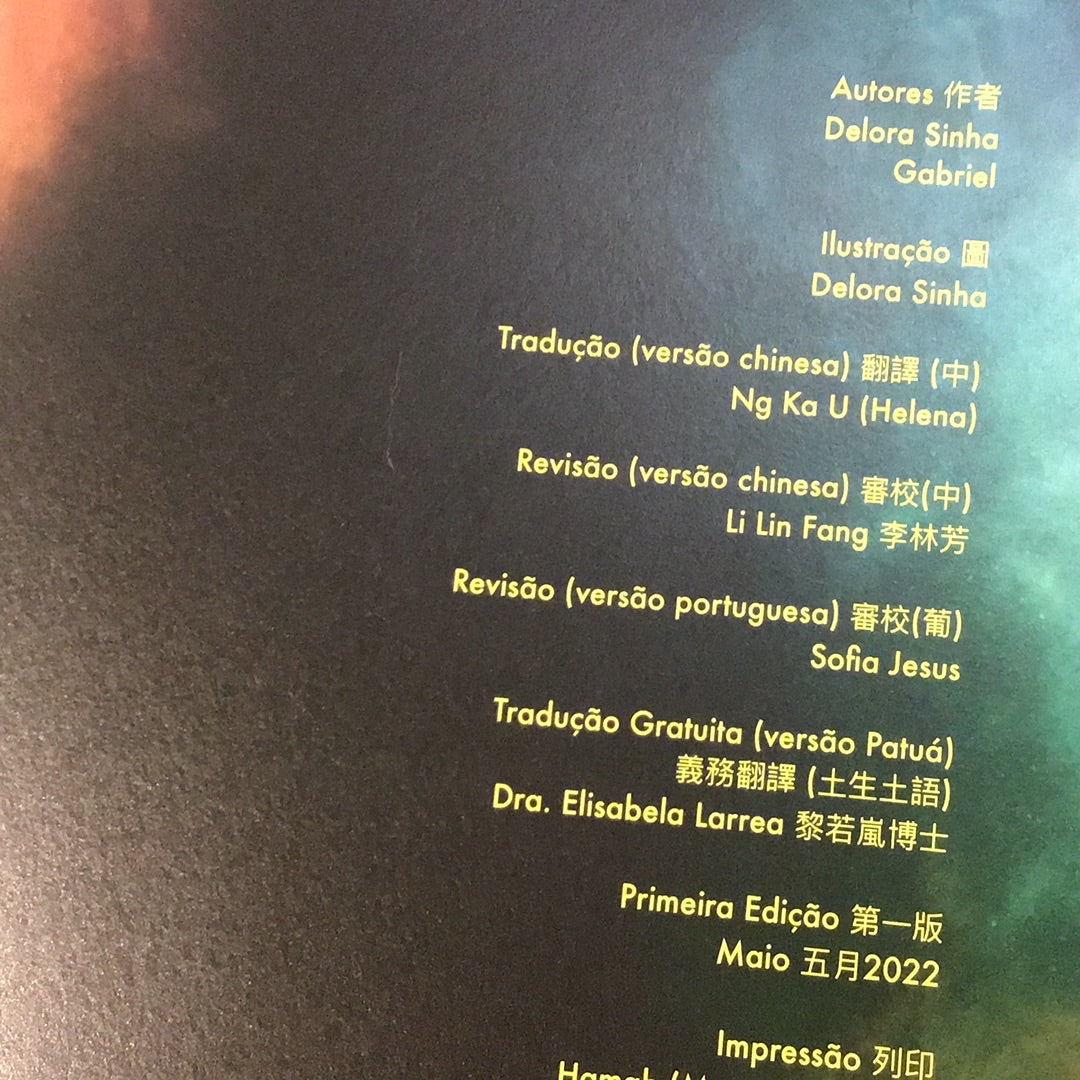 Autores 作者
Delora Sinha
Gabriel
Ilustração 圖
Delora Sinha
Tradução (versão chinesa) 翻譯 (中)
Ng Ka U (Helena)
Revisão (versão chinesa) 審校(中)
Li Lin Fang 李林芳
Revisão (versão portuguesa) 審校(葡)
Sofia Jesus
Tradução Gratuita (versão Patuá)
義務翻譯 (土生土語)
Dra. Elisabela Larrea 黎若嵐博士
Primeira Edição 第一版
Maio 五月2022
Impressão 列印